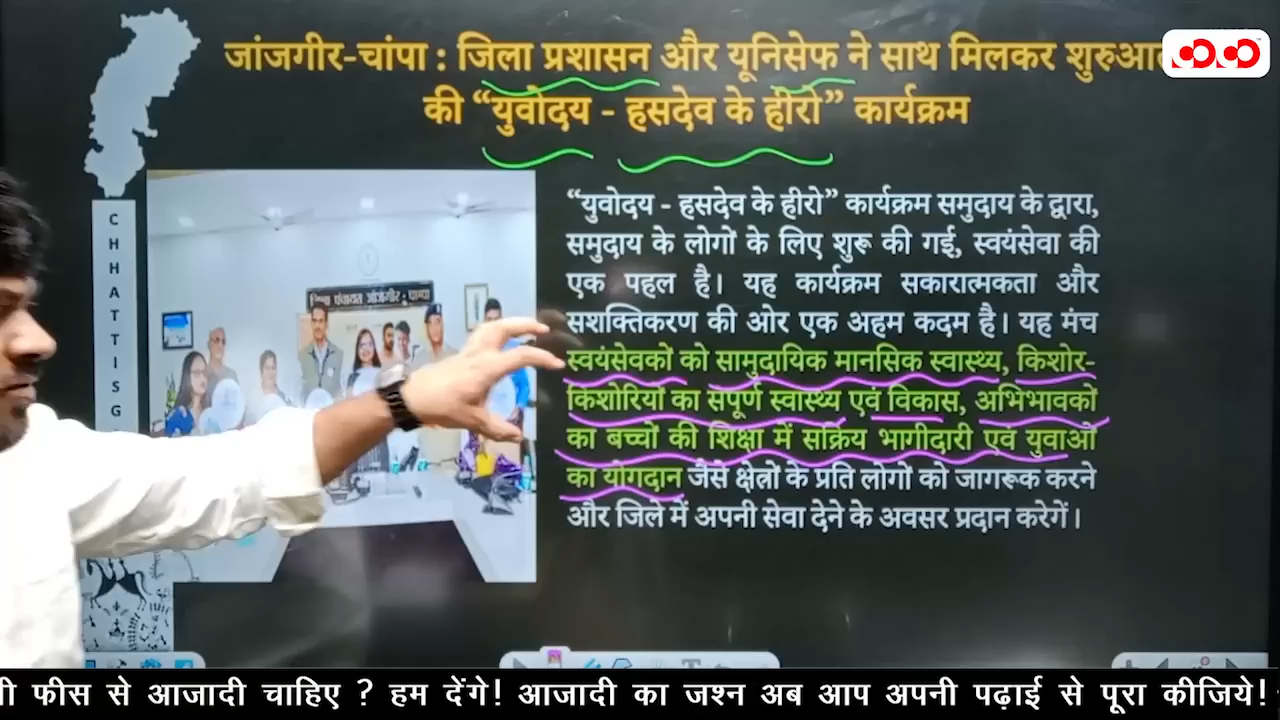 जांजगीर-चांपा : जिला प्रशासन और यूनिसेफ ने साथ मिलकर शुरुआत
की “युवोदय - हसदेव के हीरो” कार्यक्रम
“युवोदय - हसदेव के हीरो” कार्यक्रम समुदाय के द्वारा,
समुदाय के लोगों के लिए शुरू की गई, स्वयंसेवा की
एक पहल है। यह कार्यक्रम सकारात्मकता और
सशक्तिकरण की ओर एक अहम कदम है। यह मंच
स्वयंसेवकों को सामुदायिक मानसिक स्वास्थ्य, किशोर-
किशोरियों का संपूर्ण स्वास्थ्य एवं विकास, अभिभावकों
का बच्चों की शिक्षा में सक्रिय भागीदारी एवं युवाओं
का योगदान जैसे क्षेत्रों के प्रति लोगों को जागरूक करने
और जिले में अपनी सेवा देने के अवसर प्रदान करेगें।
CHHATTISG
जिला पंचायत जांजगीर - चाम्पा
फीस से आजादी चाहिए ? हम देंगे! आजादी का जश्न अब आप अपनी पढ़ाई से पूरा कीजिये!